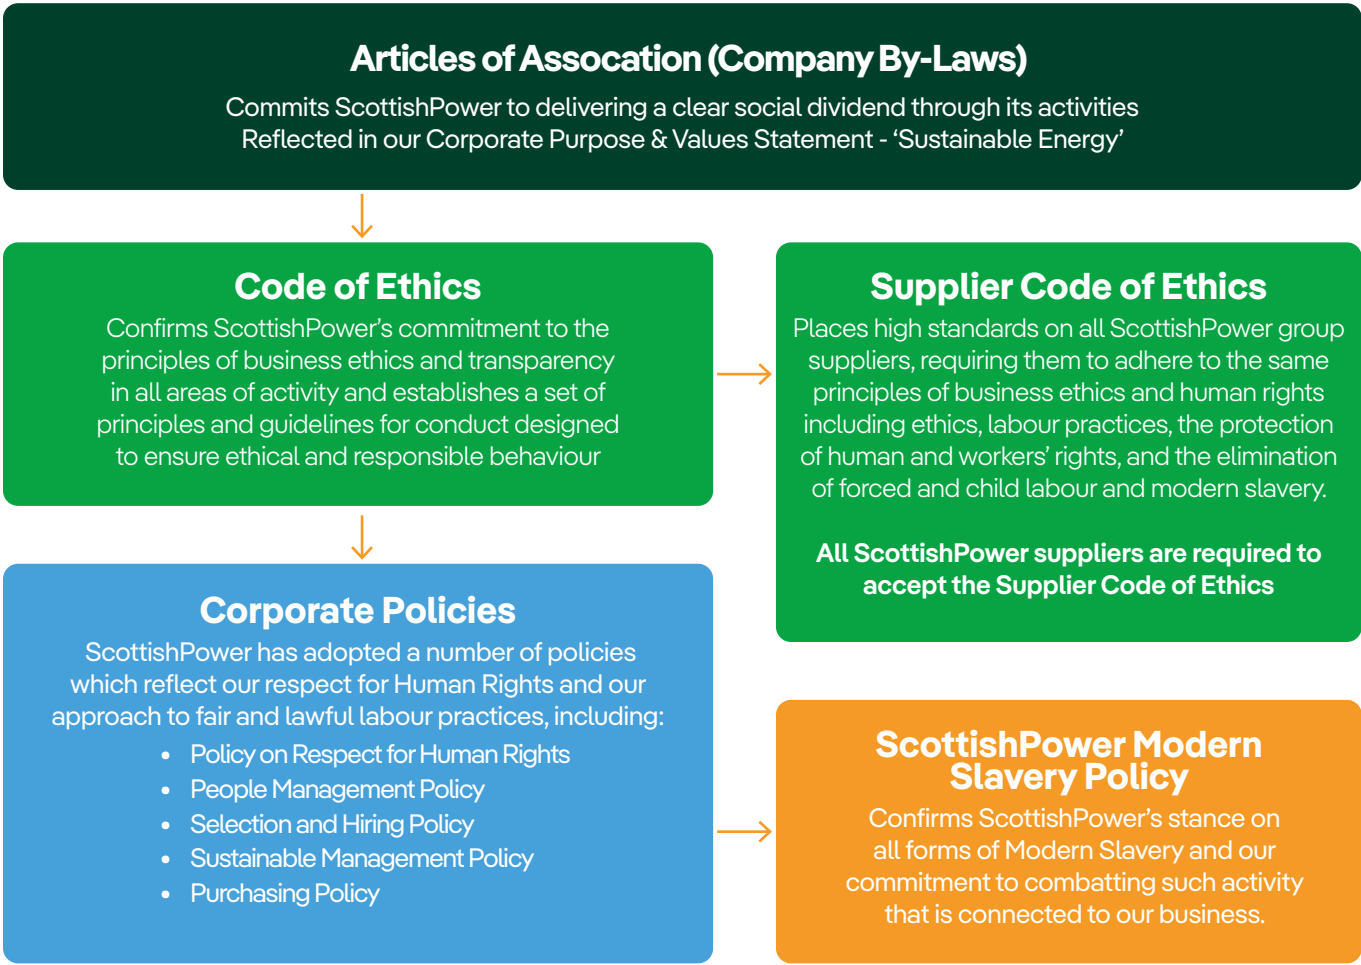 Articles of Assocation (Company By-Laws)
Commits ScottishPower to delivering a clear social dividend through its activities
Reflected in our Corporate Purpose & Values Statement - ‘Sustainable Energy’
Code of Ethics
Confirms ScottishPower’s commitment to the
principles of business ethics and transparency
in all areas of activity and establishes a set of
principles and guidelines for conduct designed
to ensure ethical and responsible behaviour
Supplier Code of Ethics
Places high standards on all ScottishPower group
suppliers, requiring them to adhere to the same
principles of business ethics and human rights
including ethics, labour practices, the protection
of human and workers’ rights, and the elimination
of forced and child labour and modern slavery.
All ScottishPower suppliers are required to
accept the Supplier Code of Ethics
Corporate Policies
ScottishPower has adopted a number of policies
which reflect our respect for Human Rights and our
approach to fair and lawful labour practices, including:
• Policy on Respect for Human Rights
• People Management Policy
• Selection and Hiring Policy
• Sustainable Management Policy
• Purchasing Policy
ScottishPower Modern
Slavery Policy
Confirms ScottishPower’s stance on
all forms of Modern Slavery and our
commitment to combatting such activity
that is connected to our business.